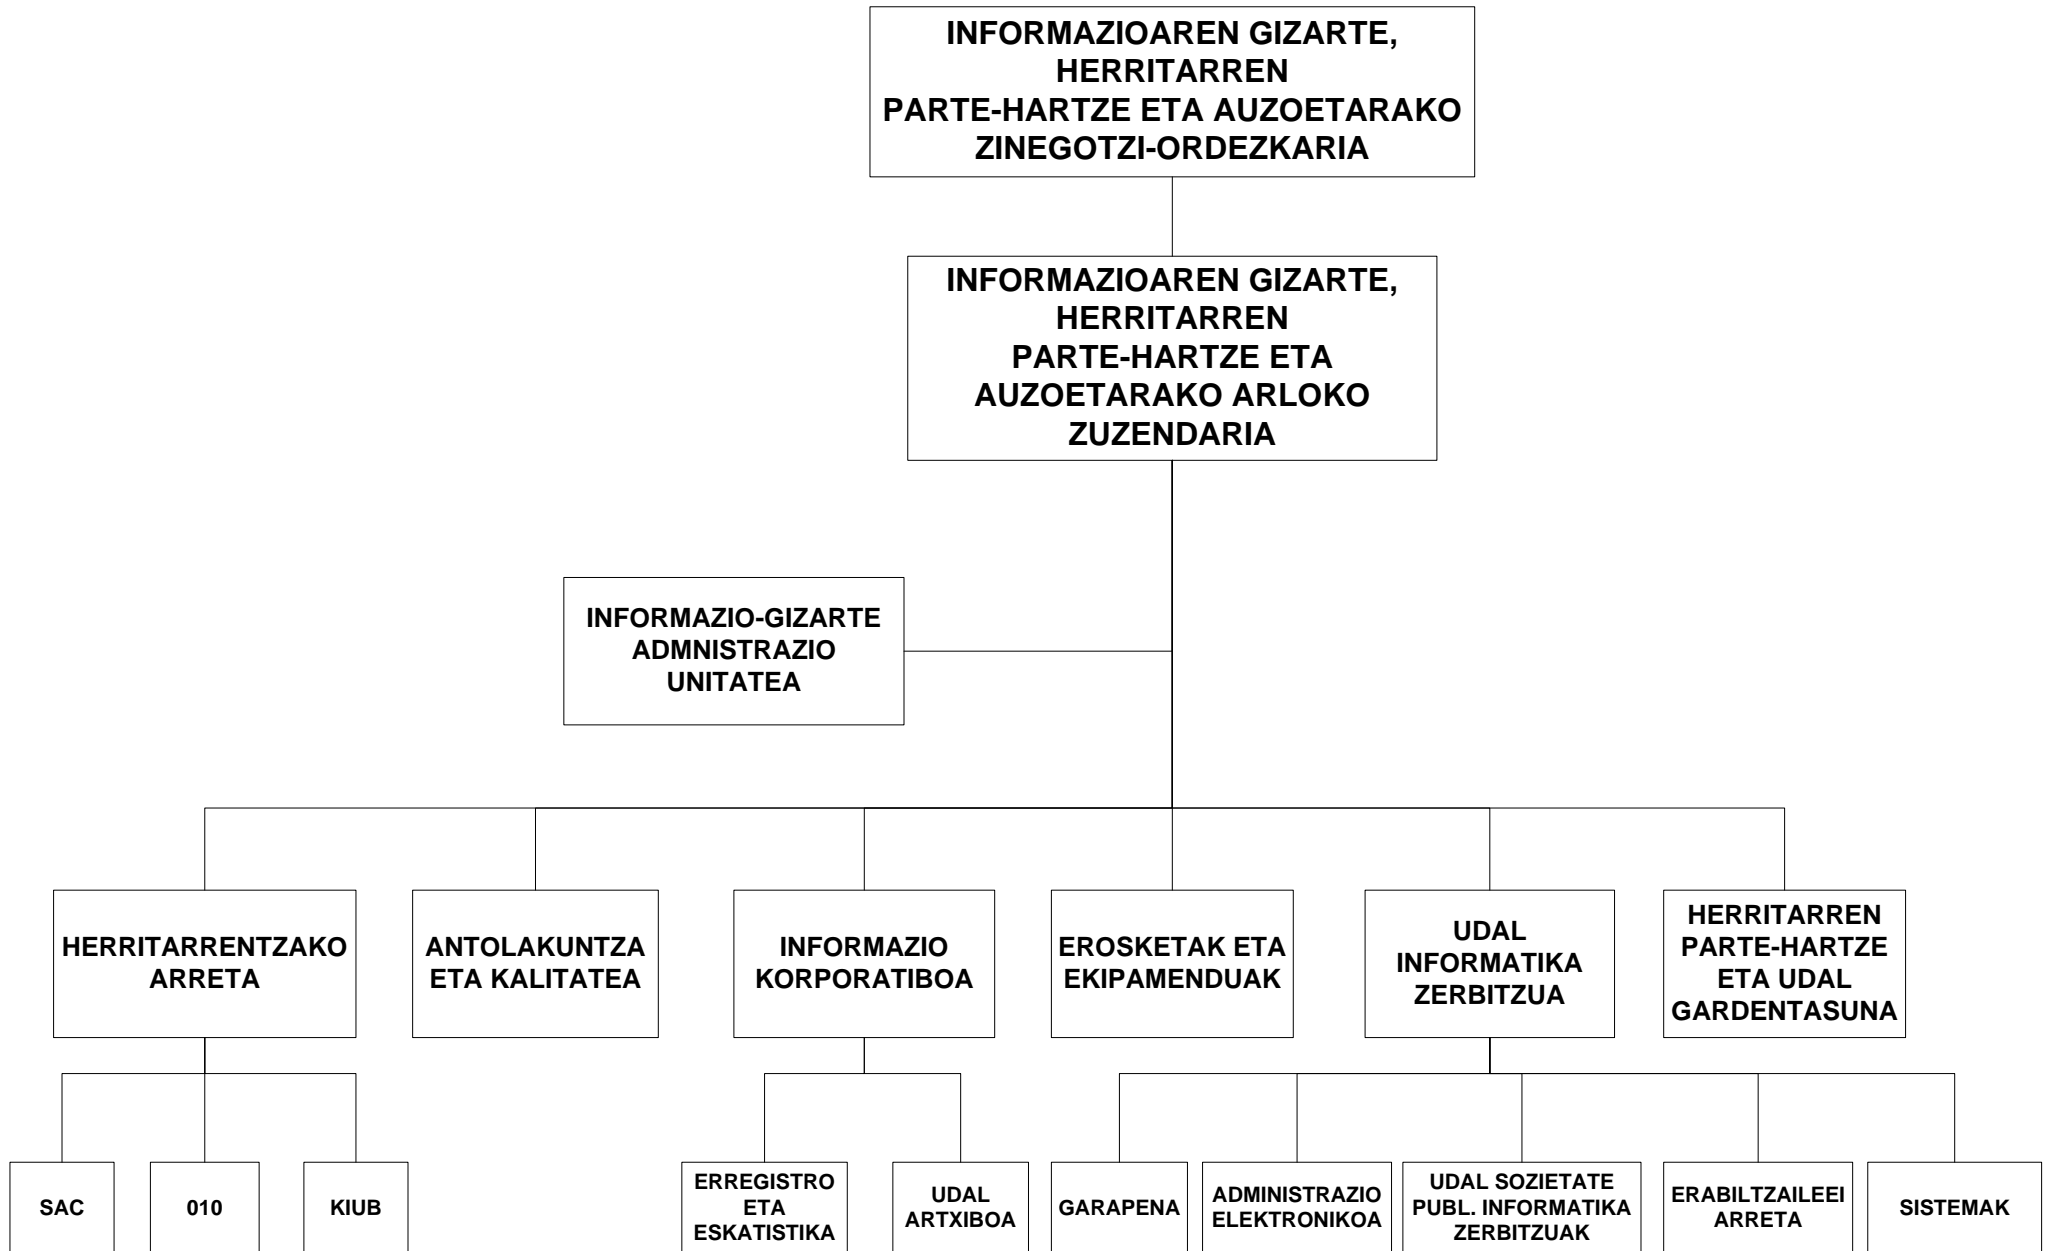 INFORMAZIOAREN GIZARTE,
HERRITARREN
PARTE-HARTZE ETA AUZOETARAKO
ZINEGOTZI-ORDEZKARIA
INFORMAZIOAREN GIZARTE,
HERRITARREN
PARTE-HARTZE ETA
AUZOETARAKO ARLOKO
ZUZENDARIA
INFORMAZIO-GIZARTE
ADMNISTRAZIO
UNITATEA
HERRITARRENTZAKO
ARRETA
ANTOLAKUNTZA
ETA KALITATEA
INFORMAZIO
KORPORATIBOA
EROSKETAK ETA
EKIPAMENDUAK
UDAL
INFORMATIKA
ZERBITZUA
HERRITARREN
PARTE-HARTZE
ETA UDAL
GARDENTASUNA
SAC
010
KIUB
ERREGISTRO
ETA
ESKATISTIKA
UDAL
ARTXIBOA
GARAPENA
ADMINISTRAZIO
ELEKTRONIKOA
UDAL SOZIETATE
PUBL. INFORMATIKA
ZERBITZUAK
ERABILTZAILEEI
ARRETA
SISTEMAK